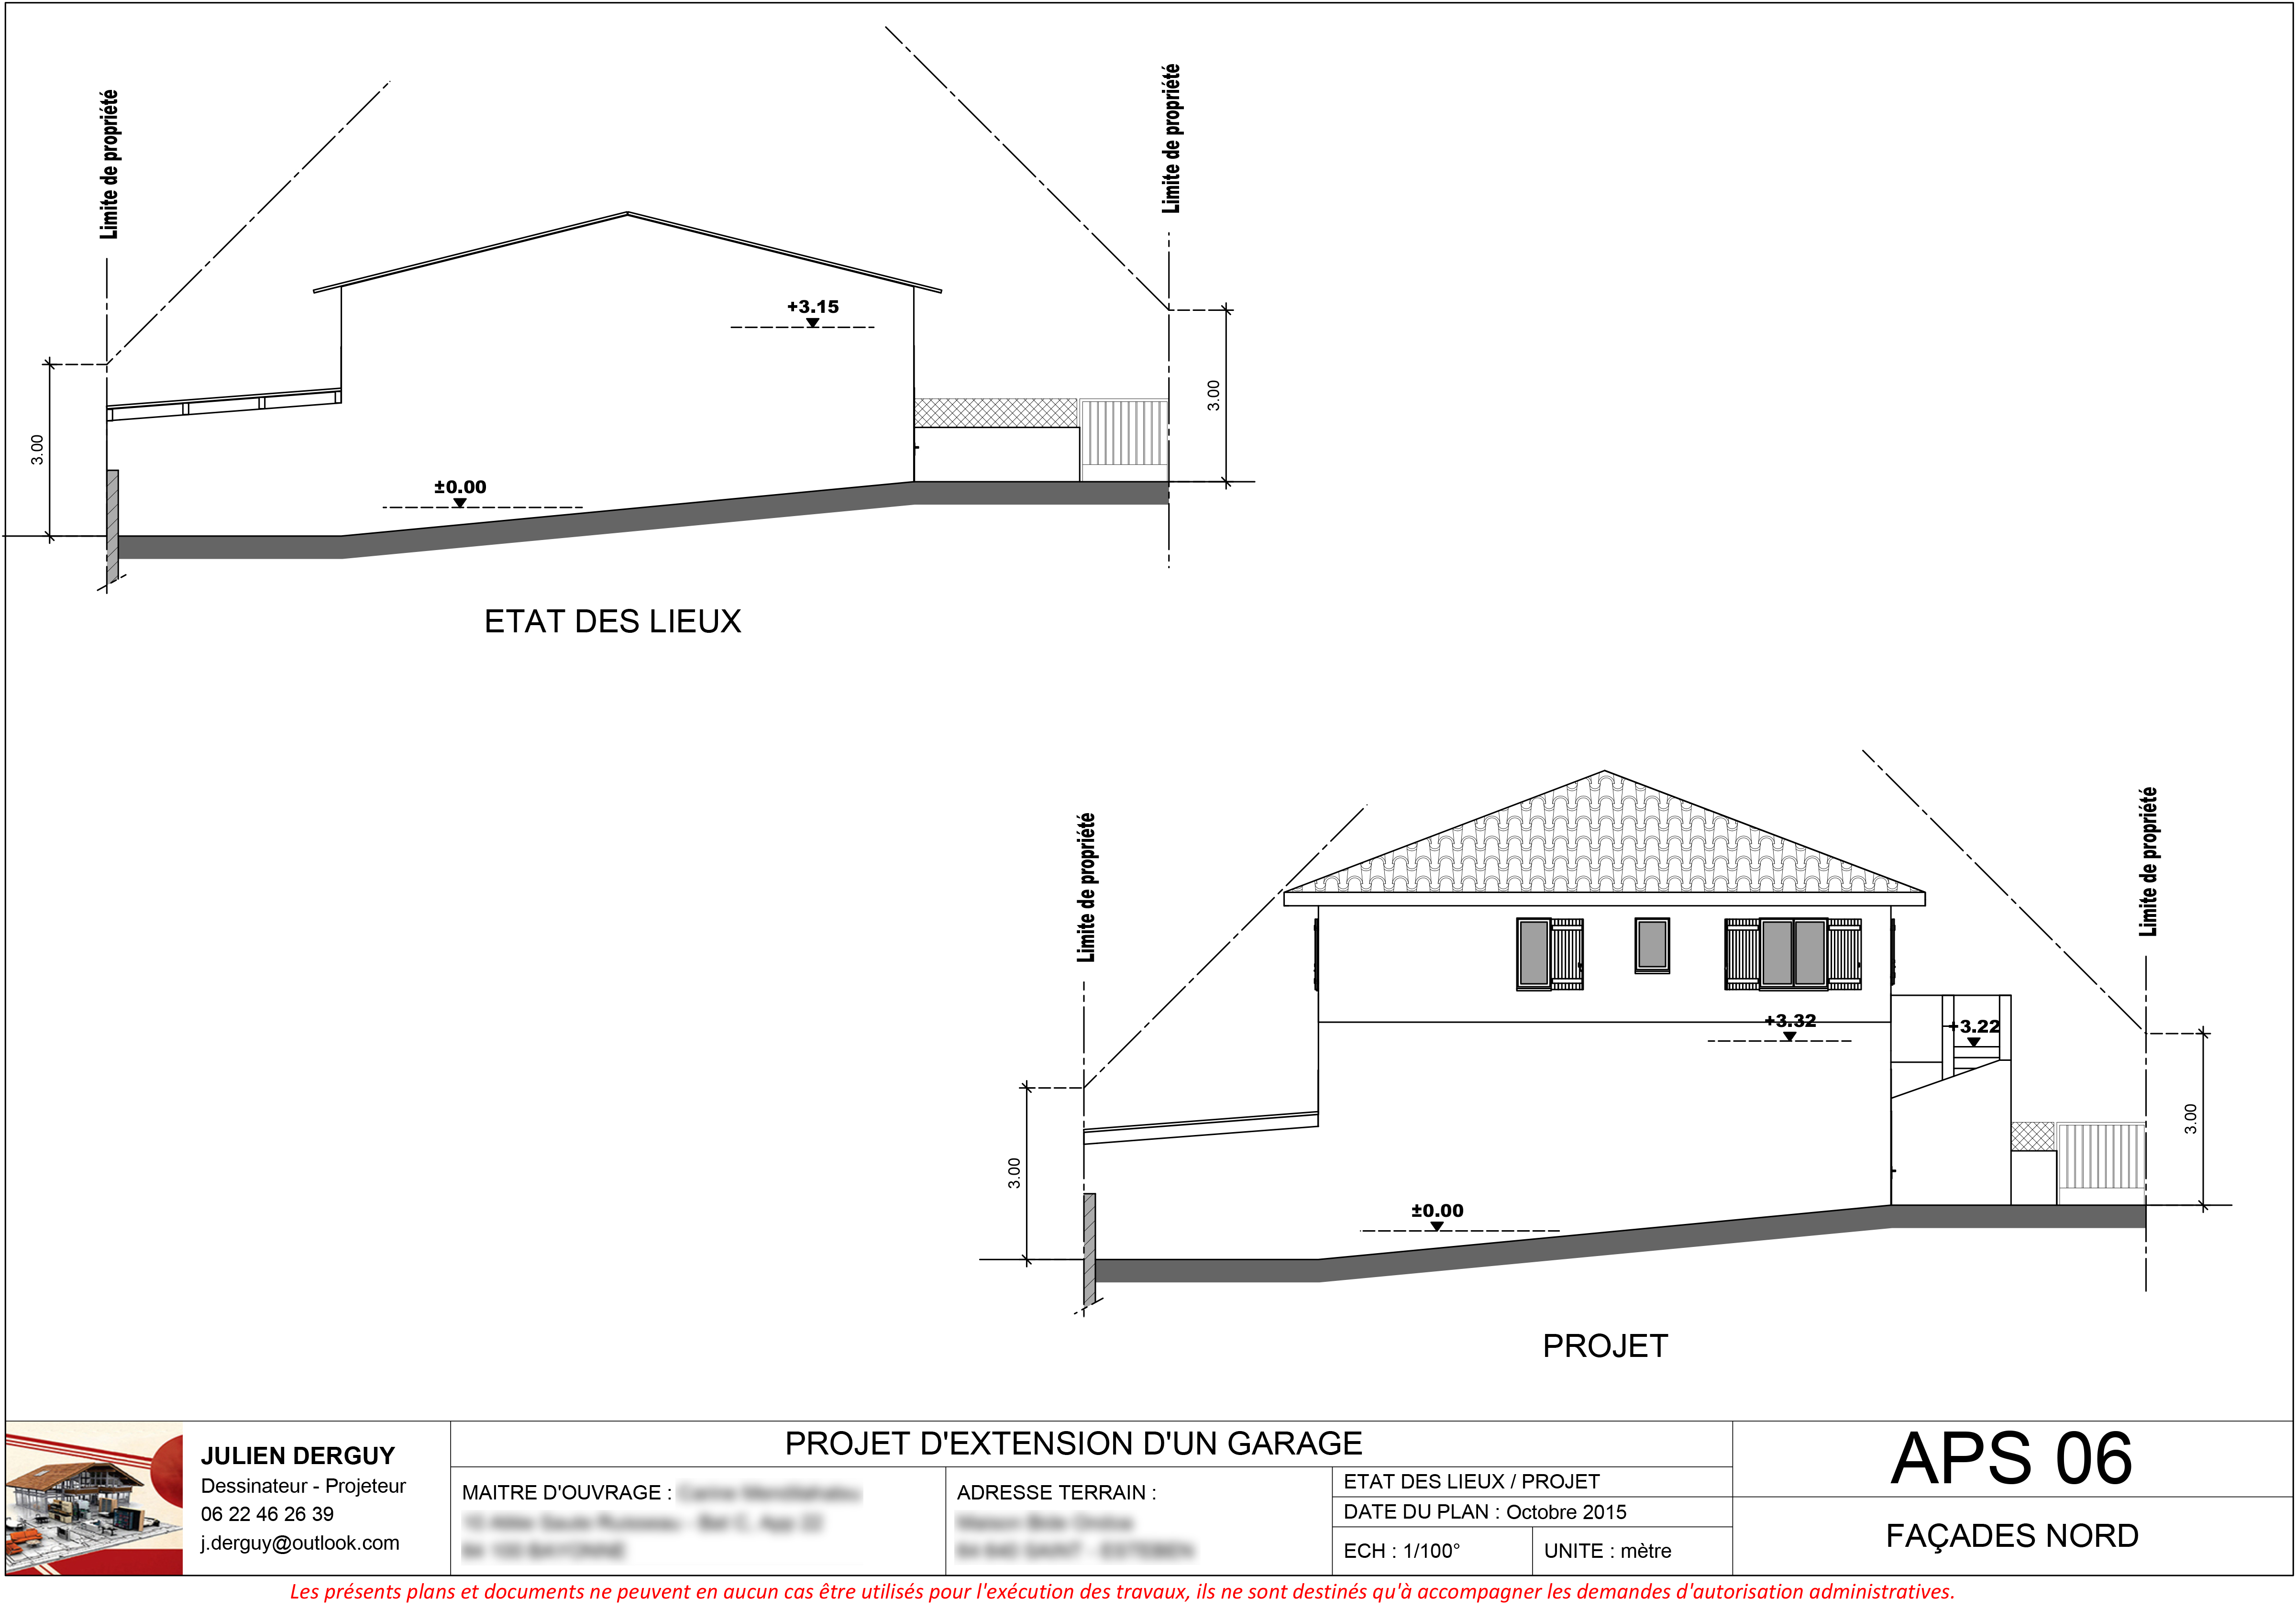 Limite de propriété
Limite de propriété
+3.15
3.00
3.00
±0.00
ETAT DES LIEUX
Limite de propriété
Limite de propriété
+3.32
+3.22
3.00
3.00
±0.00
PROJET
JULIEN DERGUY
Dessinateur - Projeteur
06 22 46 26 39
j.derguy@outlook.com
PROJET D'EXTENSION D'UN GARAGE
MAITRE D'OUVRAGE :
ADRESSE TERRAIN :
ETAT DES LIEUX / PROJET
DATE DU PLAN : Octobre 2015
ECH : 1/100°
UNITE : mètre
APS 06
FAÇADES NORD
Les présents plans et documents ne peuvent en aucun cas être utilisés pour l'exécution des travaux, ils ne sont destinés qu'à accompagner les demandes d'autorisation administratives.